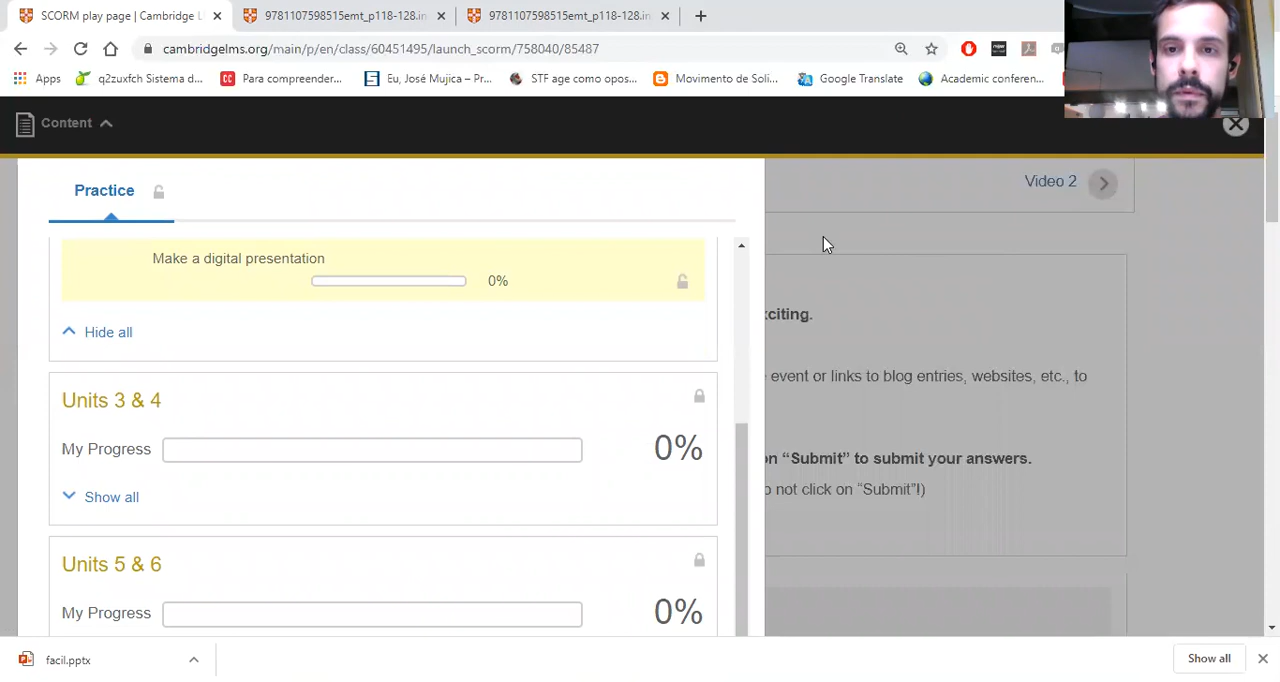 SCORM play page | Cambridge L
9781107598515emt_p118-128.in
9781107598515emt_p118-128.in
cambridgelms.org/main/p/en/class/60451495/launch_scorm/758040/85487
Apps
q2zuxfch Sistema d...
CC Para compreender...
Eu, José Mujica – Pr...
STF age como opos...
Movimento de Soli...
Google Translate
Academic conferen...
Content
Practice
Video 2
Make a digital presentation
0%
citing.
Hide all
event or links to blog entries, websites, etc., to
Units 3 & 4
My Progress
0%
on “Submit” to submit your answers.
o not click on “Submit”!)
Show all
Units 5 & 6
My Progress
0%
facil.pptx
Show all